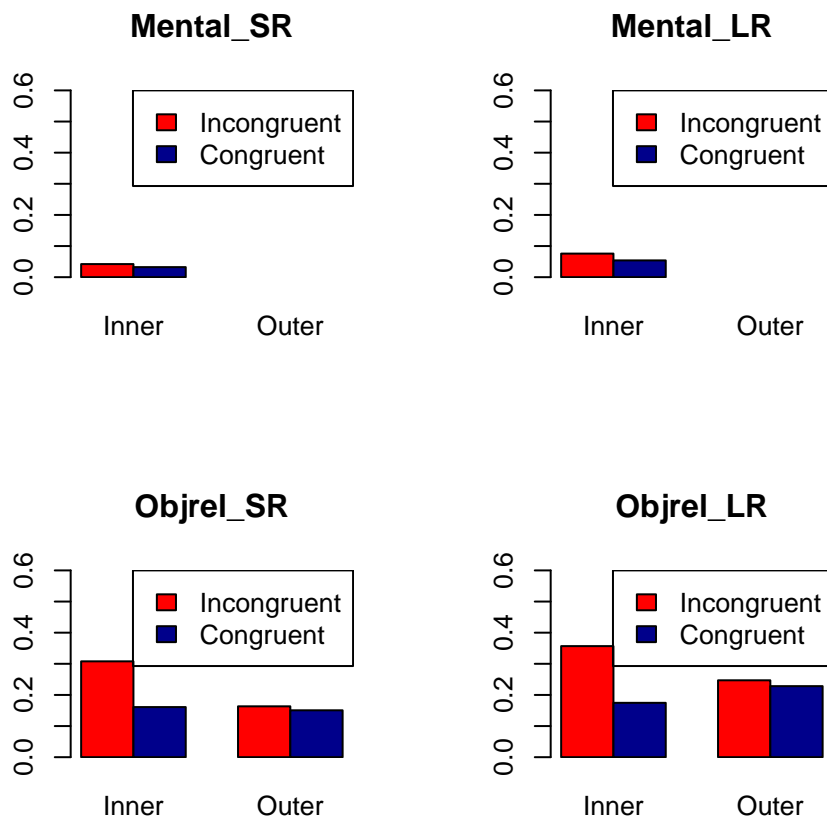 Mental_SR
0.0 0.2 0.4 0.6
Incongruent
Congruent
Inner Outer
Mental_LR
0.0 0.2 0.4 0.6
Incongruent
Congruent
Inner Outer
Objrel_SR
0.0 0.2 0.4 0.6
Incongruent
Congruent
Inner Outer
Objrel_LR
0.0 0.2 0.4 0.6
Incongruent
Congruent
Inner Outer